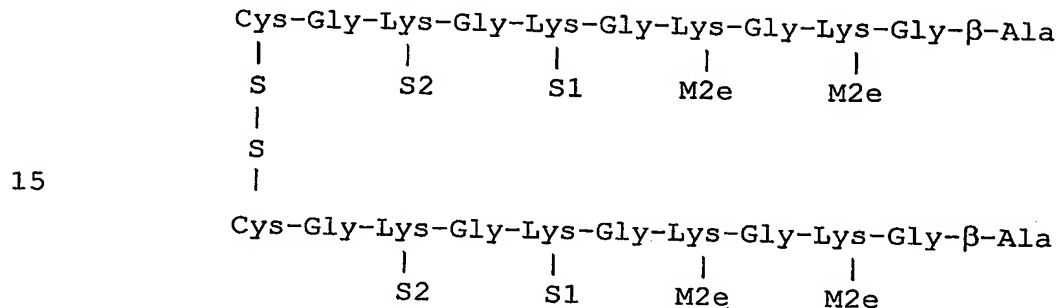 Cys-Gly-Lys-Gly-Lys-Gly-Lys-Gly-Lys-Gly-β-Ala
| | | | |
S S2 S1 M2e M2e
|
S
15
|
Cys-Gly-Lys-Gly-Lys-Gly-Lys-Gly-Lys-Gly-β-Ala
| | | |
S2 S1 M2e M2e